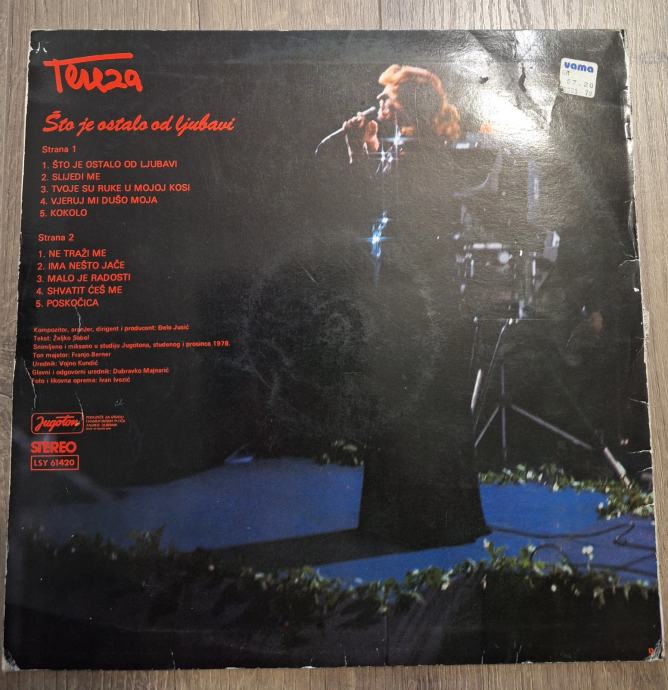 Tereza
Što je ostalo od ljubavi
Strana 1
1. ŠTO JE OSTALO OD LJUBAVI
2. SLIJEDI ME
3. TVOJE SU RUKE U MOJOJ KOSI
4. VJERUJ MI DUŠO MOJA
5. KOKOLO
Strana 2
1. NE TRAŽI ME
2. IMA NEŠTO JAČE
3. MALO JE RADOSTI
4. SHVATIT ĆEŠ ME
5. POSKOČICA
Kompozitor, aranžer, dirigent i producent: Đelo Jusić
Tekst: Željko Sabol
Snimljeno i miksano u studiju Jugotona, studenog i prosinca 1978.
Ton majstor: Franjo Berner
Urednik: Vojno Kundić
Glavni i odgovorni urednik: Dubravko Majnarić
Foto i likovna oprema: Ivan Ivezić
Jugoton
STEREO
LSY 61420
vama